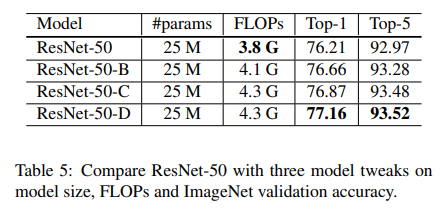 Model #params FLOPs Top-1 Top-5
ResNet-50 25 M 3.8 G 76.21 92.97
ResNet-50-B 25 M 4.1 G 76.66 93.28
ResNet-50-C 25 M 4.3 G 76.87 93.48
ResNet-50-D 25 M 4.3 G 77.16 93.52
Table 5: Compare ResNet-50 with three model tweaks on
model size, FLOPs and ImageNet validation accuracy.